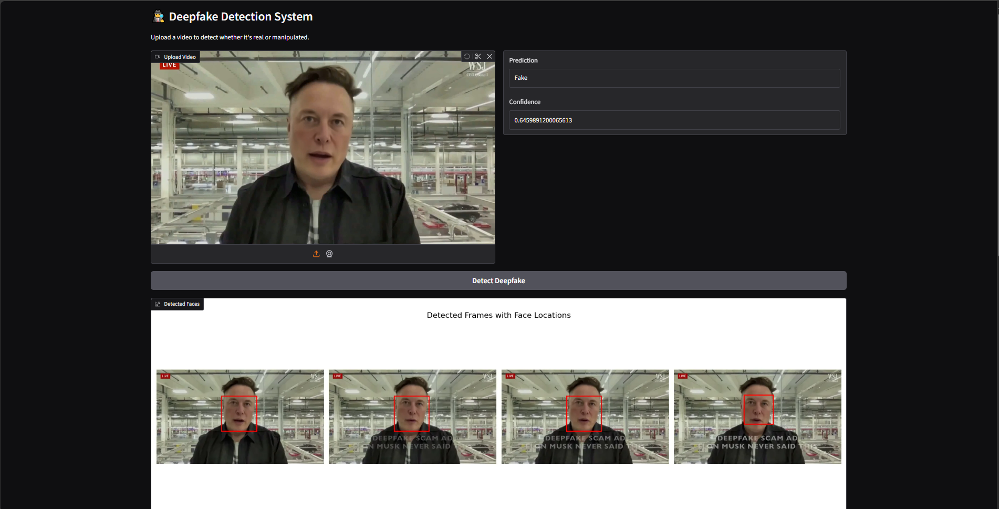 Deepfake Detection System
Upload a video to detect whether it's real or manipulated.
Upload Video
LIVE
WSJ
CEO Council
Prediction
Fake
Confidence
0.6459891200065613
Detect Deepfake
Detected Faces
Detected Frames with Face Locations
LIVE
WSJ
LIVE
WSJ
LIVE
WSJ
LIVE
WSJ
DEEPFAKE SCAM AD
MUSK NEVER SAID
DEEPFAKE SCAM AD
ELON MUSK NEVER SAID THIS
DEEPFAKE SCAM AD
ELON MUSK NEVER SAID THIS